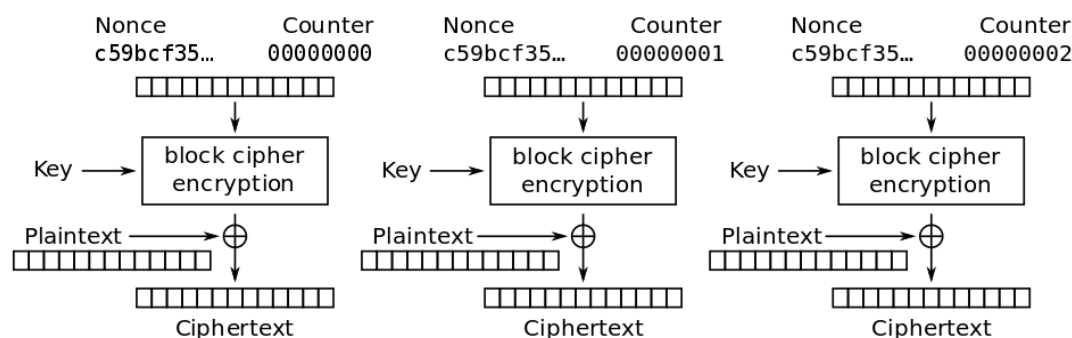 Nonce Counter Nonce Counter Nonce Counter
c59bcf35… 00000000 c59bcf35… 00000001 c59bcf35… 00000002
block cipher
encryption
block cipher
encryption
block cipher
encryption
Key Key Key
Plaintext Plaintext Plaintext
Ciphertext Ciphertext Ciphertext